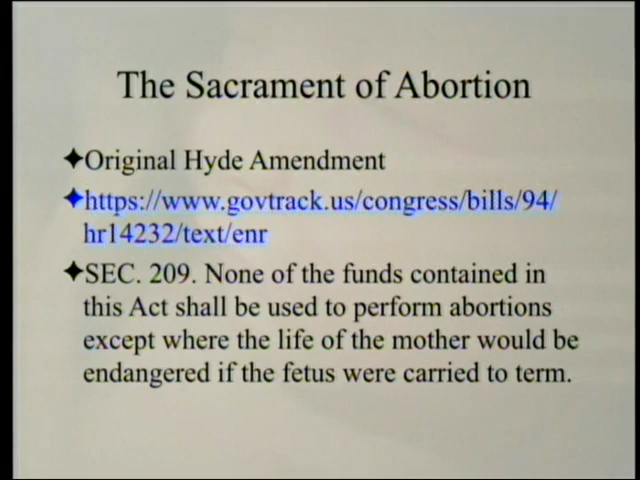 The Sacrament of Abortion
Original Hyde Amendment
https://www.govtrack.us/congress/bills/94/
hr14232/text/enr
SEC. 209. None of the funds contained in
this Act shall be used to perform abortions
except where the life of the mother would be
endangered if the fetus were carried to term.